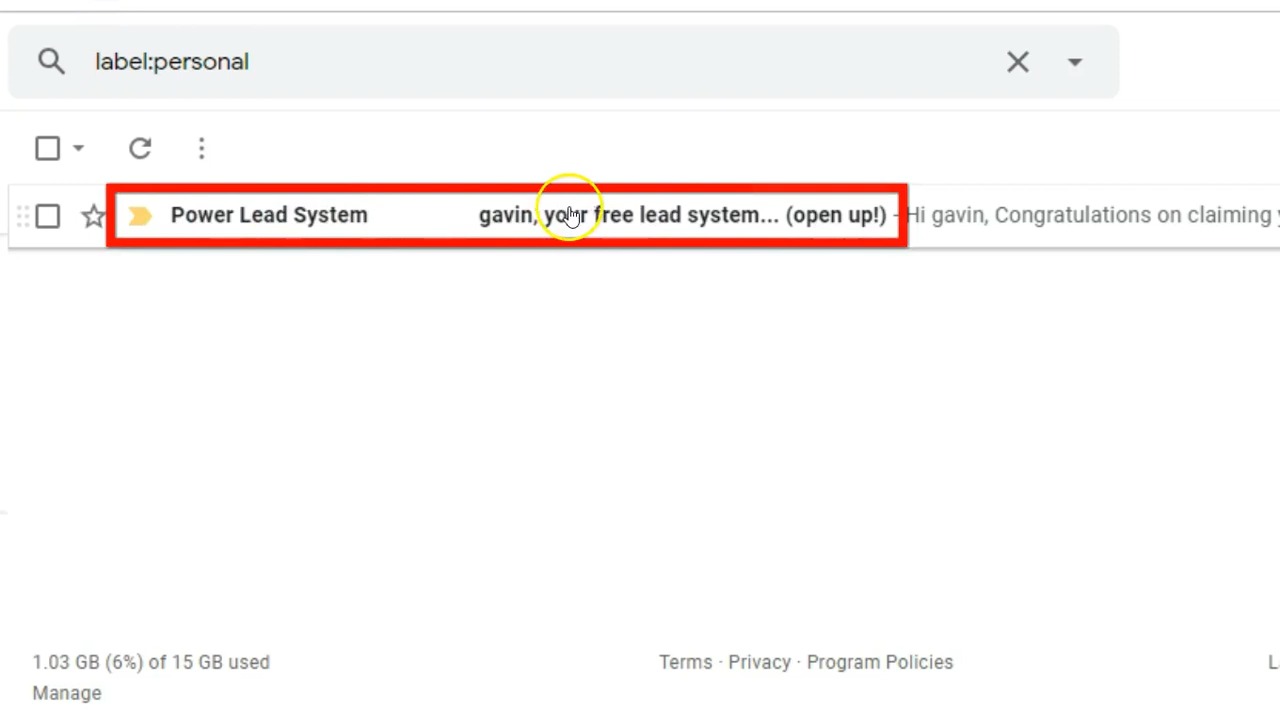 label:personal
Power Lead System gavin, your free lead system... (open up!) - Hi gavin, Congratulations on claiming
1.03 GB (6%) of 15 GB used
Terms · Privacy · Program Policies
Manage